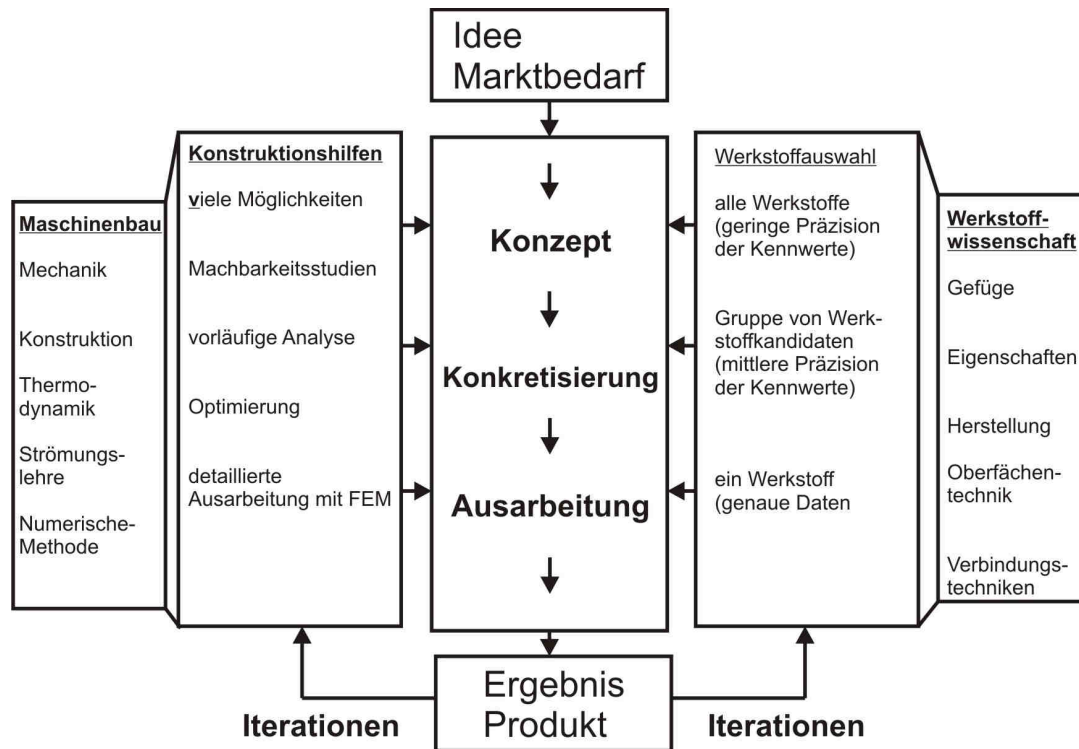 Idee
Marktbedarf
Maschinenbau
Mechanik
Konstruktion
Thermo-
dynamik
Strömungs-
lehre
Numerische-
Methode
Konstruktionshilfen
viele Möglichkeiten
Machbarkeitsstudien
vorläufige Analyse
Optimierung
detaillierte
Ausarbeitung mit FEM
Konzept
Konkretisierung
Ausarbeitung
Werkstoffauswahl
alle Werkstoffe
(geringe Präzision
der Kennwerte)
Gruppe von Werk-
stoffkandidaten
(mittlere Präzision
der Kennwerte)
ein Werkstoff
(genaue Daten
Werkstoff-
wissenschaft
Gefüge
Eigenschaften
Herstellung
Oberfächen-
technik
Verbindungs-
techniken
Iterationen
Ergebnis
Produkt
Iterationen